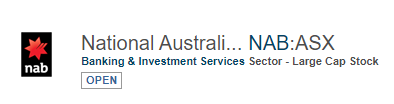 nab
National Australi... NAB:ASX
Banking & Investment Services Sector - Large Cap Stock
OPEN